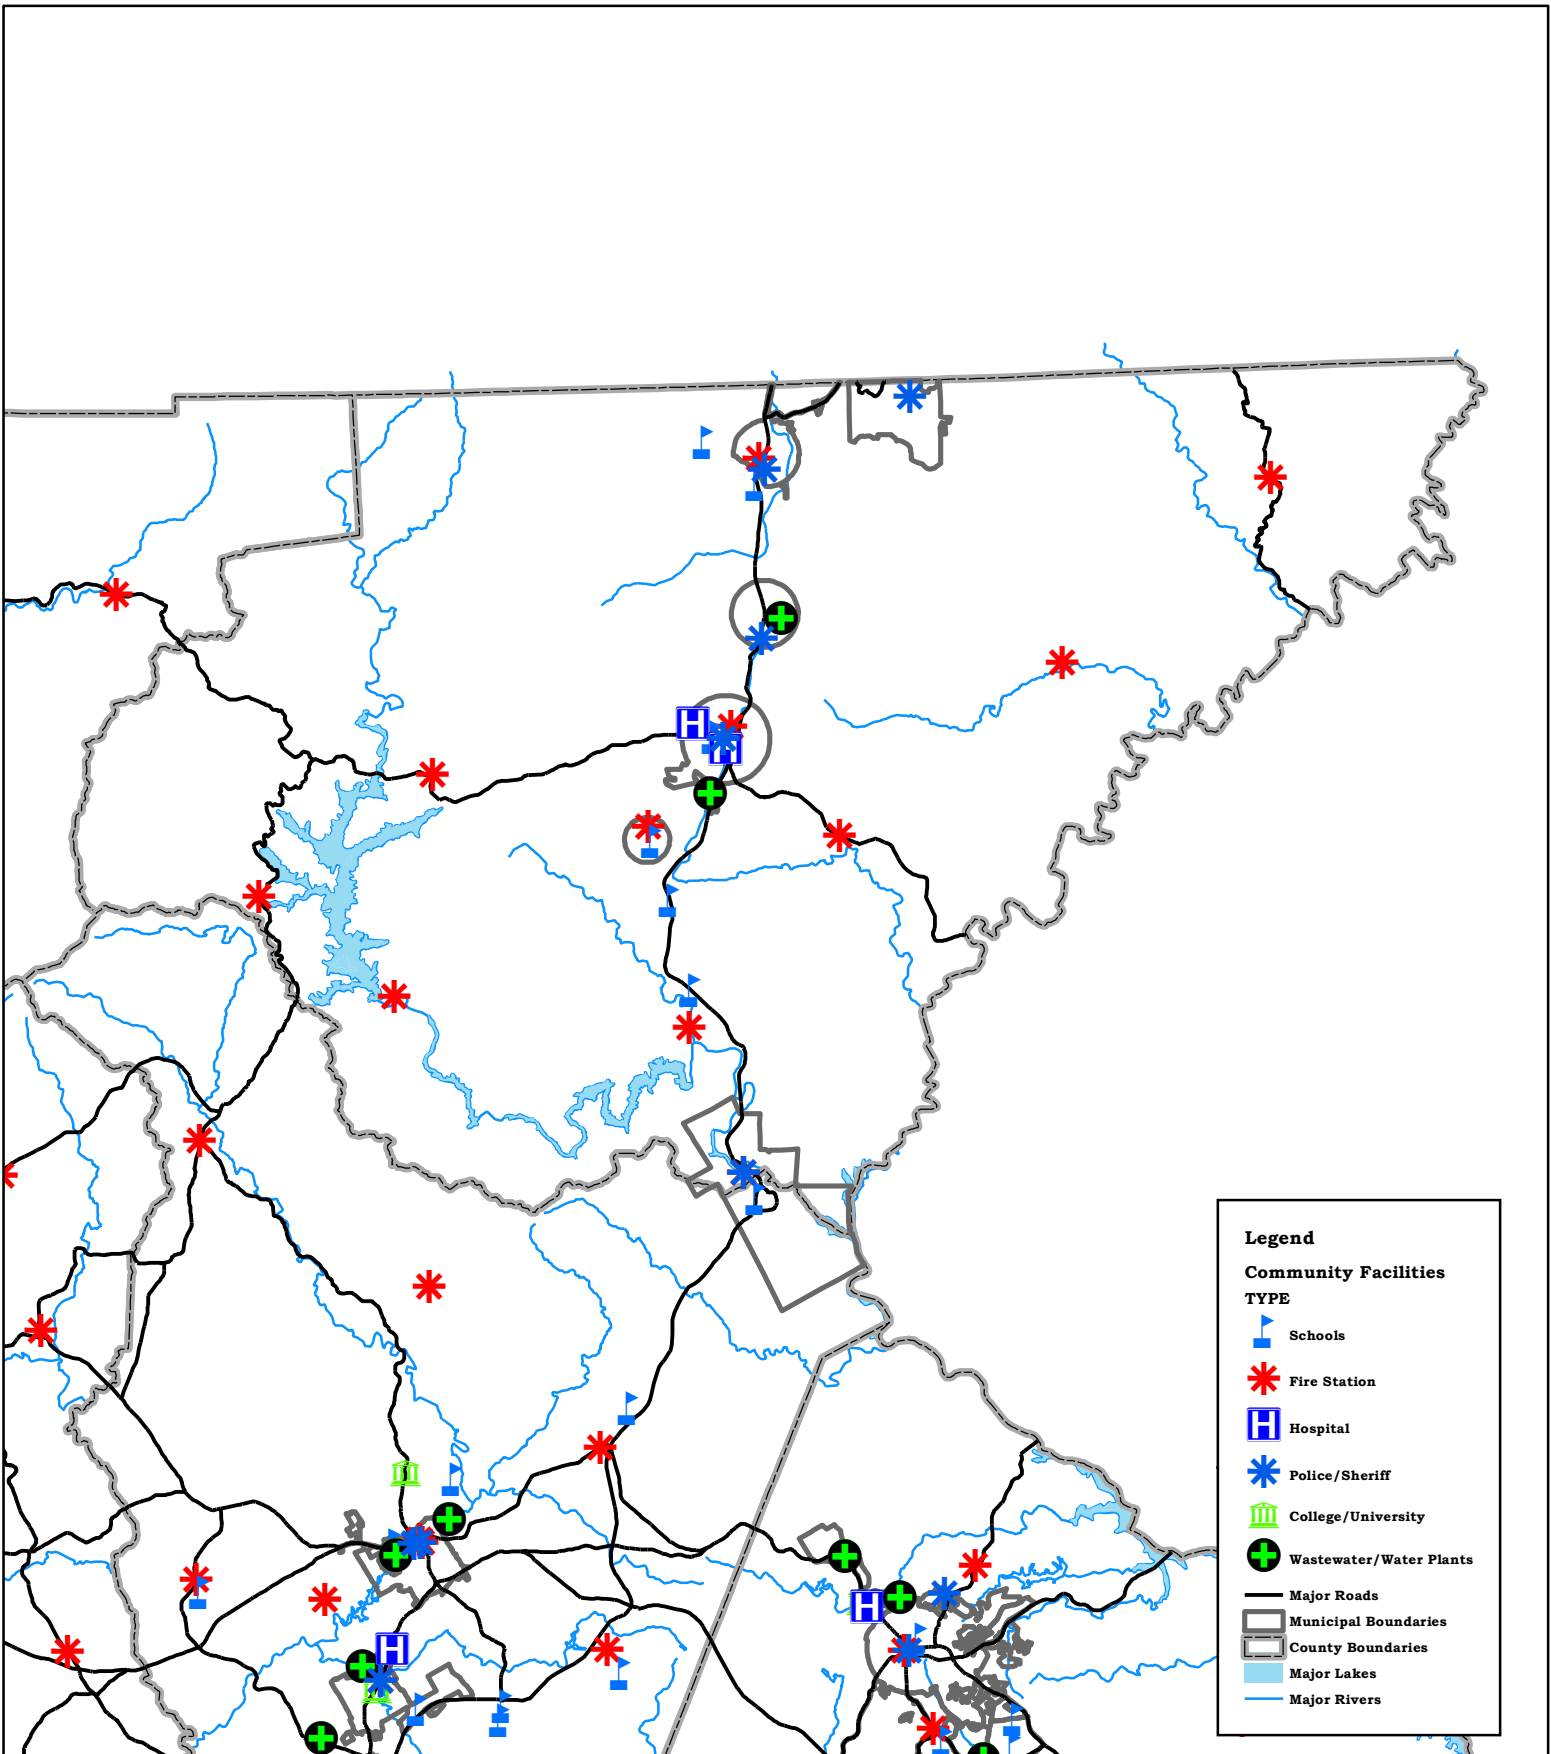 Legend
Community Facilities
TYPE
Schools
Fire Station
H Hospital
Police/Sheriff
College/University
Wastewater/Water Plants
Major Roads
Municipal Boundaries
County Boundaries
Major Lakes
Major Rivers